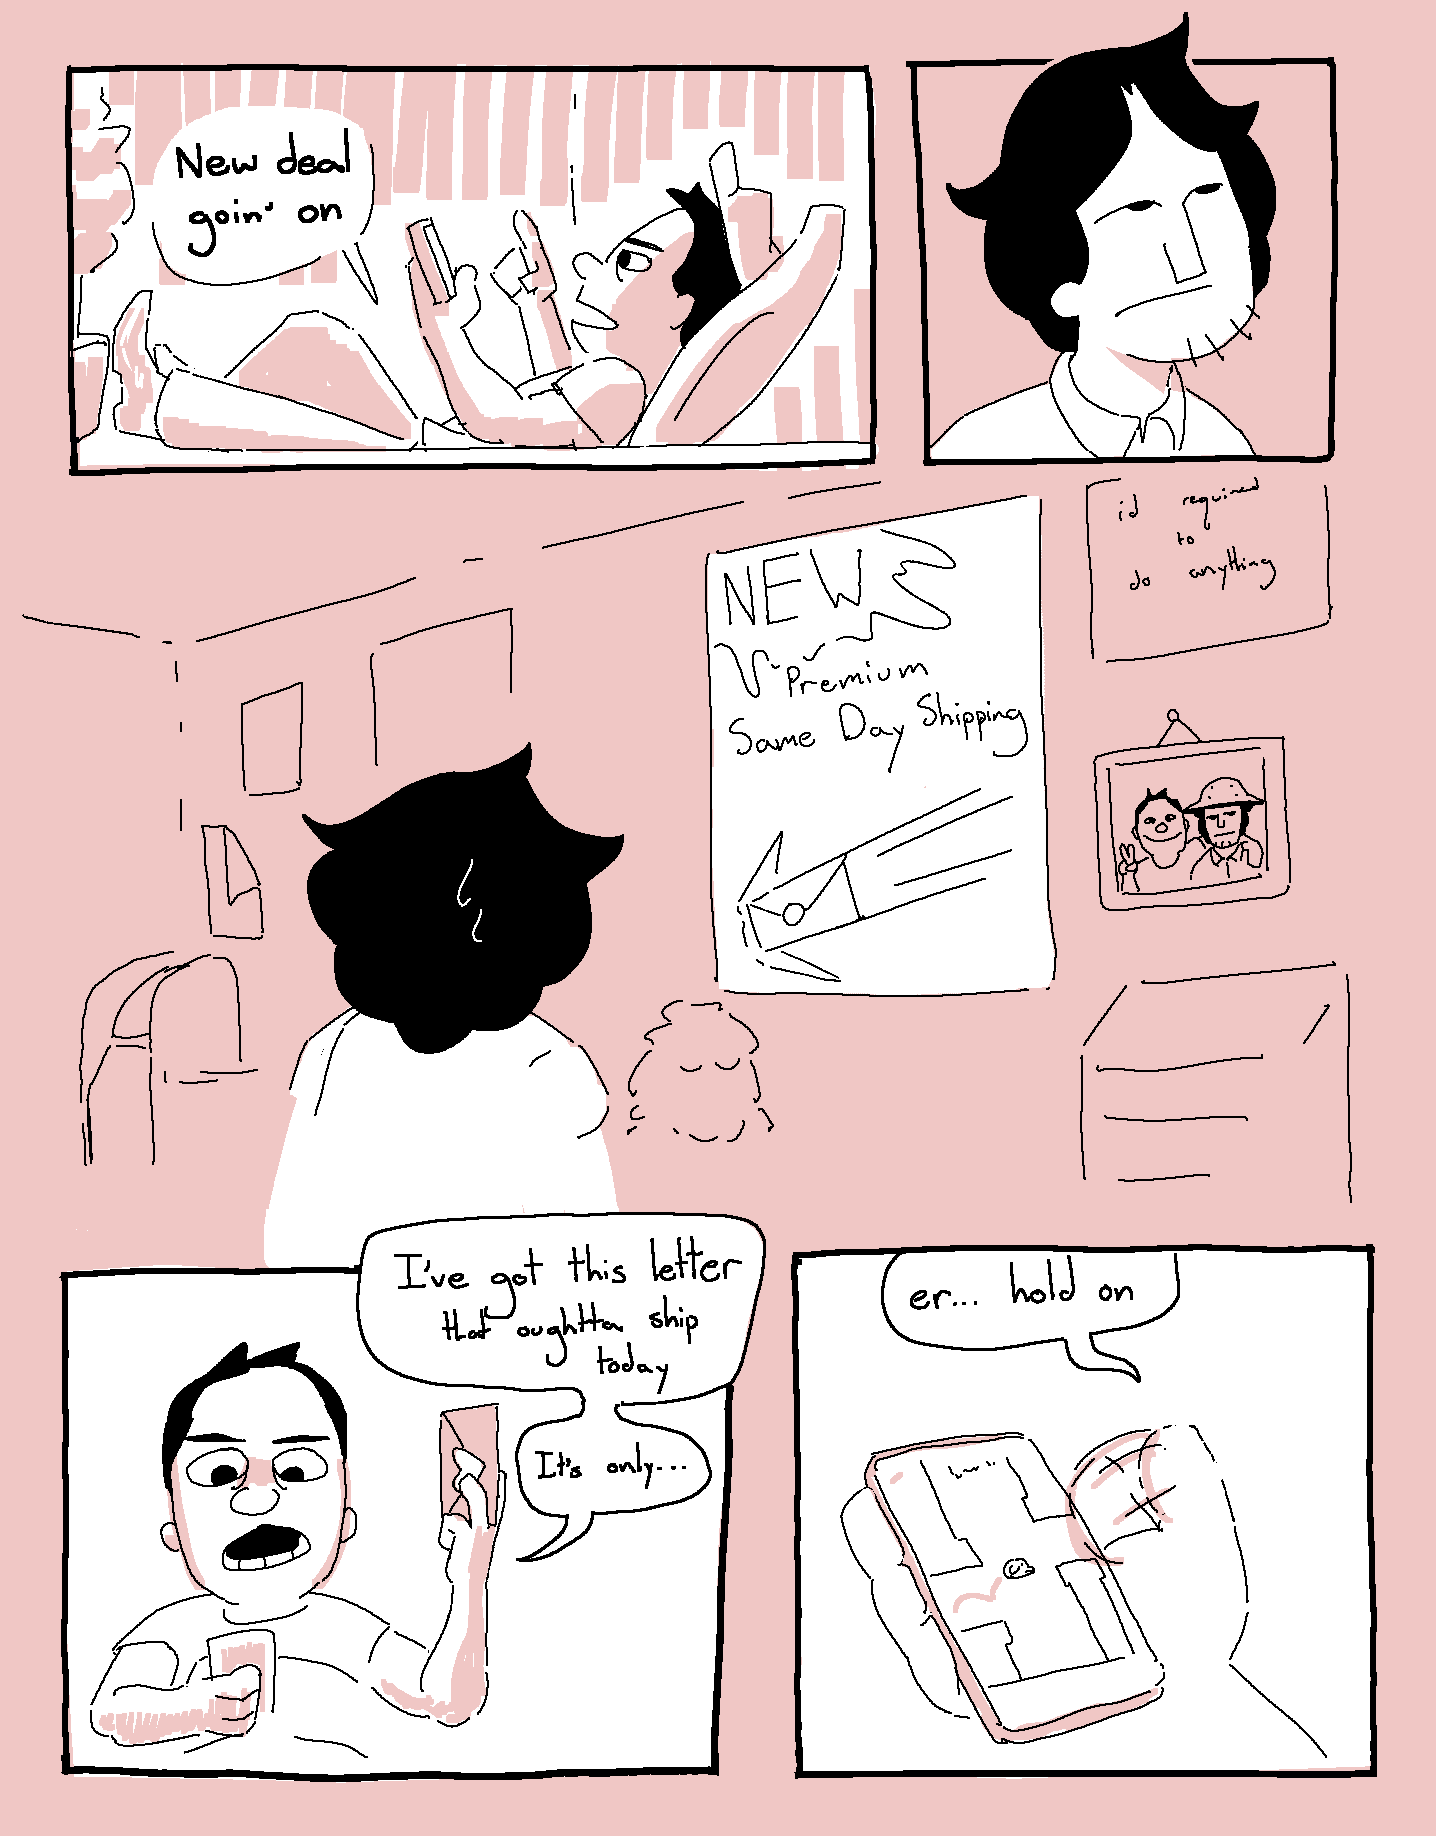 New deal
goin' on
NEW
Premium
Same Day Shipping
id required
to
do anything
I've got this letter
that oughtta ship
today
It's only...
er... hold on